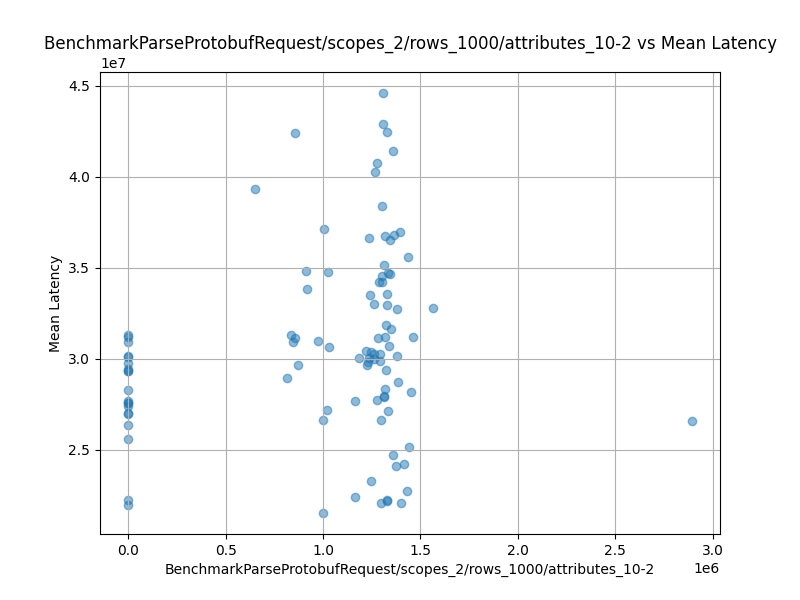 BenchmarkParseProtobufRequest/scopes_2/rows_1000/attributes_10-2 vs Mean Latency
1e7
4.5
4.0
3.5
3.0
2.5
Mean Latency
0.0 0.5 1.0 1.5 2.0 2.5 3.0
BenchmarkParseProtobufRequest/scopes_2/rows_1000/attributes_10-2
1e6